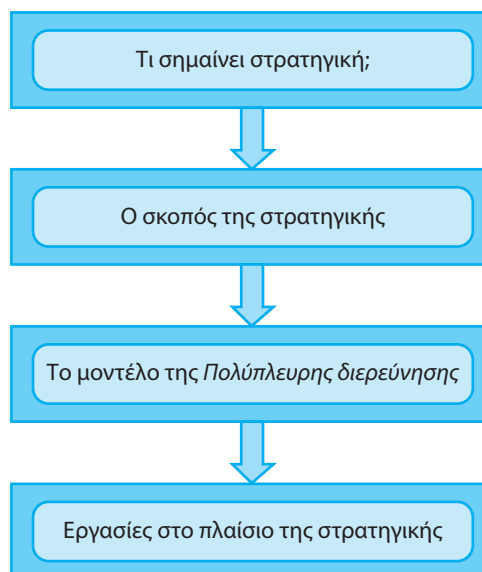 Τι σημαίνει στρατηγική;
Ο σκοπός της στρατηγικής
Το μοντέλο της Πολύπλευρης διερεύνησης
Εργασίες στο πλαίσιο της στρατηγικής